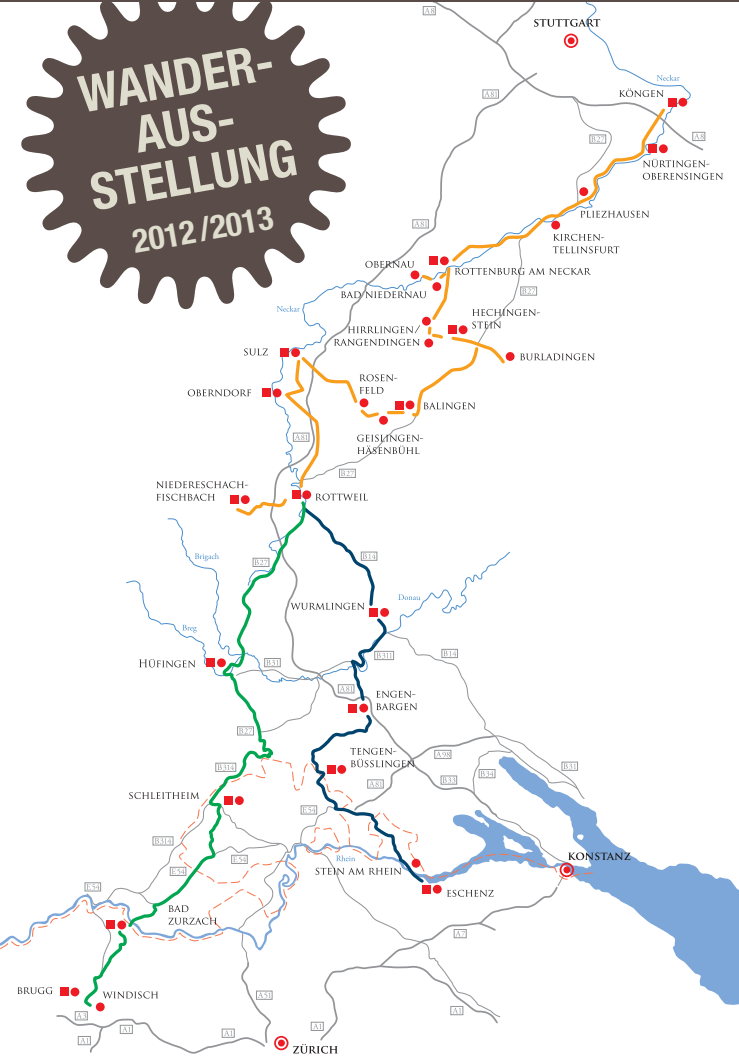 WANDER-
AUS-
STELLUNG
2012/2013
A8
STUTTGART
Neckar
A81
KÖNGEN
B27
A8
NÜRTINGEN-
OBERENSINGEN
PLIEZHAUSEN
A81
KIRCHEN-
TELLINSFURT
OBERNAU
ROTTENBURG AM NECKAR
BAD NIEDERNAU
B27
Neckar
HECHINGEN-
STEIN
HIRRLINGEN/
RANGENDINGEN
SULZ
BURLADINGEN
ROSEN-
FELD
OBERNDORF
BALINGEN
A81
GEISLINGEN-
HÄSENBÜHL
B27
NIEDERESCHACH-
FISCHBACH
ROTTWEIL
Brigach
B27
B14
Donau
WURMLINGEN
Breg
HÜFINGEN
B31
B311
B14
A81
ENGEN-
BARGEN
B27
TENGEN-
BÜSSLINGEN
A98
B314
B31
B34
B33
A81
SCHLEITHEIM
E54
B314
E54
E54
Rhein
KONSTANZ
STEIN AM RHEIN
E54
ESCHENZ
BAD
ZURZACH
A7
BRUGG
WINDISCH
A51
A3
A1
A1
A1
A1
A1
ZÜRICH